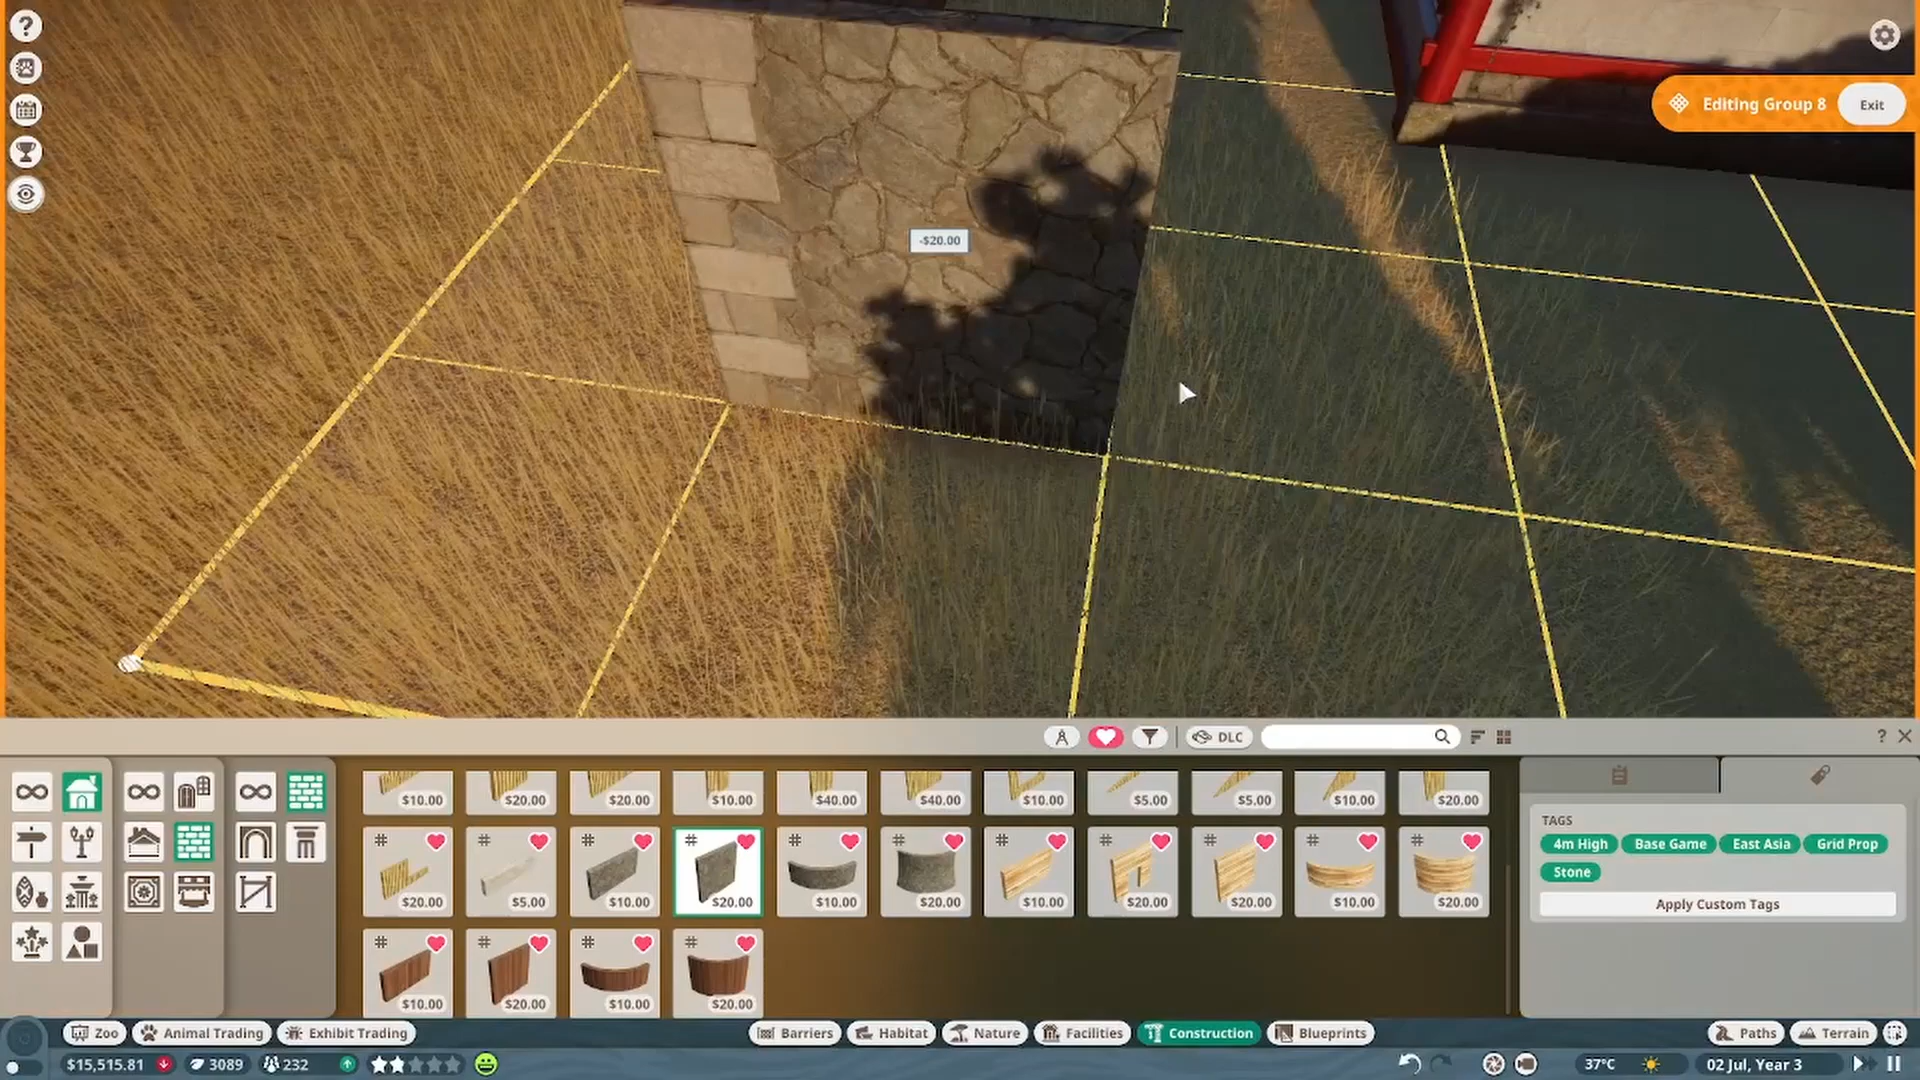 ?
Editing Group 8 Exit
-$20.00
DLC
?
$10.00 $20.00 $20.00 $10.00 $40.00 $40.00 $10.00 $5.00 $5.00 $10.00 $20.00
# # # # # # # # # #
$20.00 $5.00 $10.00 $20.00 $10.00 $20.00 $10.00 $20.00 $20.00 $10.00 $20.00
# # # #
$10.00 $20.00 $10.00 $20.00
TAGS
4m High Base Game East Asia Grid Prop
Stone
Apply Custom Tags
Zoo Animal Trading Exhibit Trading Barriers Habitat Nature Facilities Construction Blueprints Paths Terrain
$15,515.81 3089 232 37°C 02 Jul, Year 3